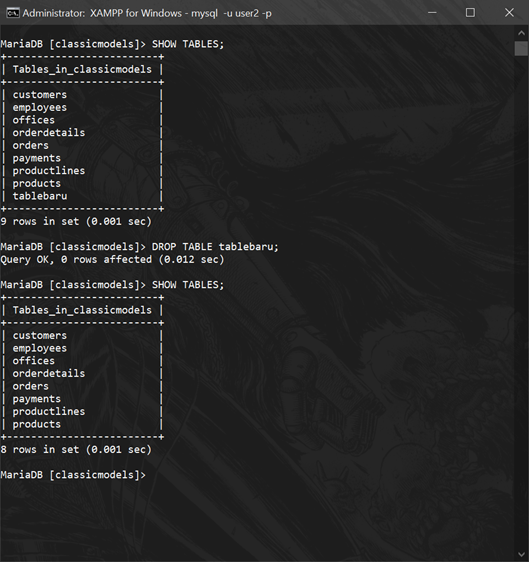 Administrator: XAMPP for Windows - mysql -u user2 -p
MariaDB [classicmodels]> SHOW TABLES;
+-------------------------+
| Tables_in_classicmodels |
+-------------------------+
| customers               |
| employees               |
| offices                 |
| orderdetails            |
| orders                  |
| payments                |
| productlines            |
| products                |
| tablebaru               |
+-------------------------+
9 rows in set (0.001 sec)
MariaDB [classicmodels]> DROP TABLE tablebaru;
Query OK, 0 rows affected (0.012 sec)
MariaDB [classicmodels]> SHOW TABLES;
+-------------------------+
| Tables_in_classicmodels |
+-------------------------+
| customers               |
| employees               |
| offices                 |
| orderdetails            |
| orders                  |
| payments                |
| productlines            |
| products                |
+-------------------------+
8 rows in set (0.001 sec)
MariaDB [classicmodels]>